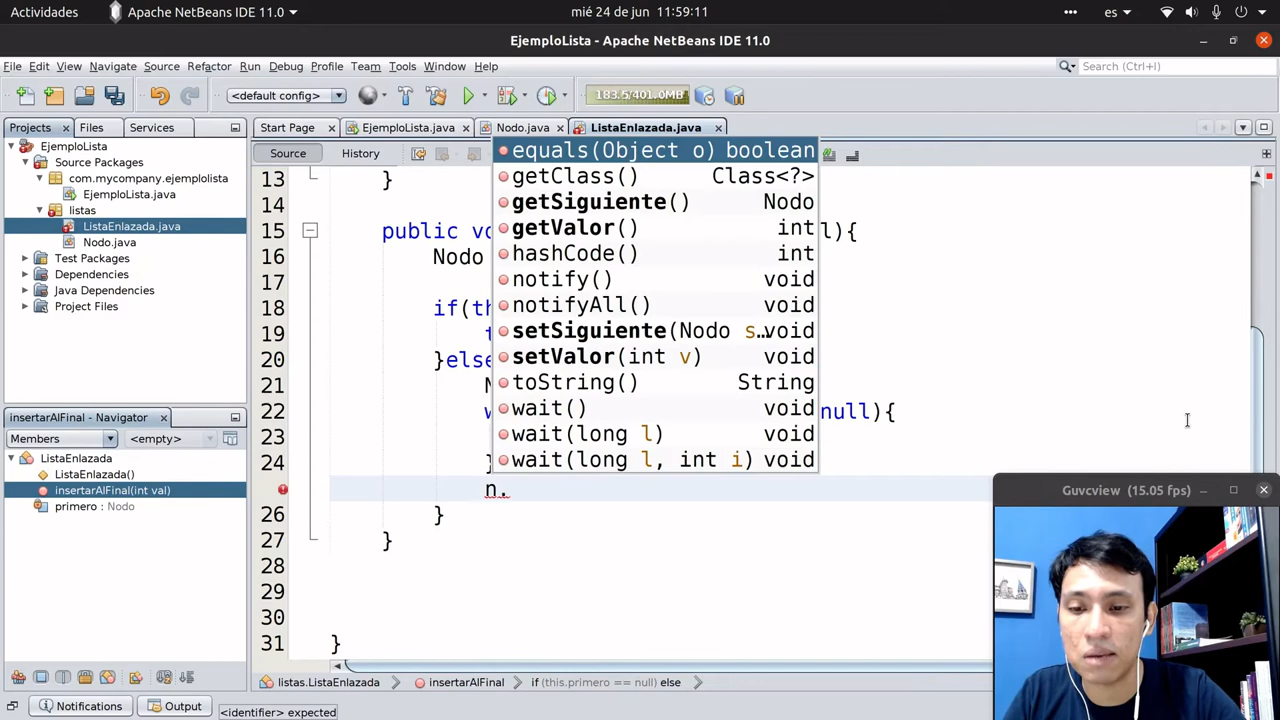 Actividades
Apache NetBeans IDE 11.0
mié 24 de jun 11:59:11
es
EjemploLista - Apache NetBeans IDE 11.0
File Edit View Navigate Source Refactor Run Debug Profile Team Tools Window Help
Search (Ctrl+I)
<default config>
183.5/401.0MB
Projects Files Services
Start Page EjemploLista.java Nodo.java ListaEnlazada.java
EjemploLista
Source Packages
com.mycompany.ejemplolista
EjemploLista.java
listas
ListaEnlazada.java
Nodo.java
Test Packages
Dependencies
Java Dependencies
Project Files
insertarAlFinal - Navigator
Members
<empty>
ListaEnlazada
ListaEnlazada()
insertarAlFinal(int val)
primero : Nodo
Source History
equals(Object o) boolean
getClass() Class<?>
getSiguiente() Nodo
getValor() int
hashCode() int
notify() void
notifyAll() void
setSiguiente(Nodo s… void
setValor(int v) void
toString() String
wait() void
wait(long l) void
wait(long l, int i) void
13 }
14
15 public vo l){
16 Nodo
17
18 if(th
19 t
20 }else
21 N
22 w null){
23
24 }
n.
26 }
27 }
28
29
30
31 }
listas.ListaEnlazada insertarAlFinal if (this.primero == null) else
Notifications Output <identifier> expected
Guvcview (15.05 fps)